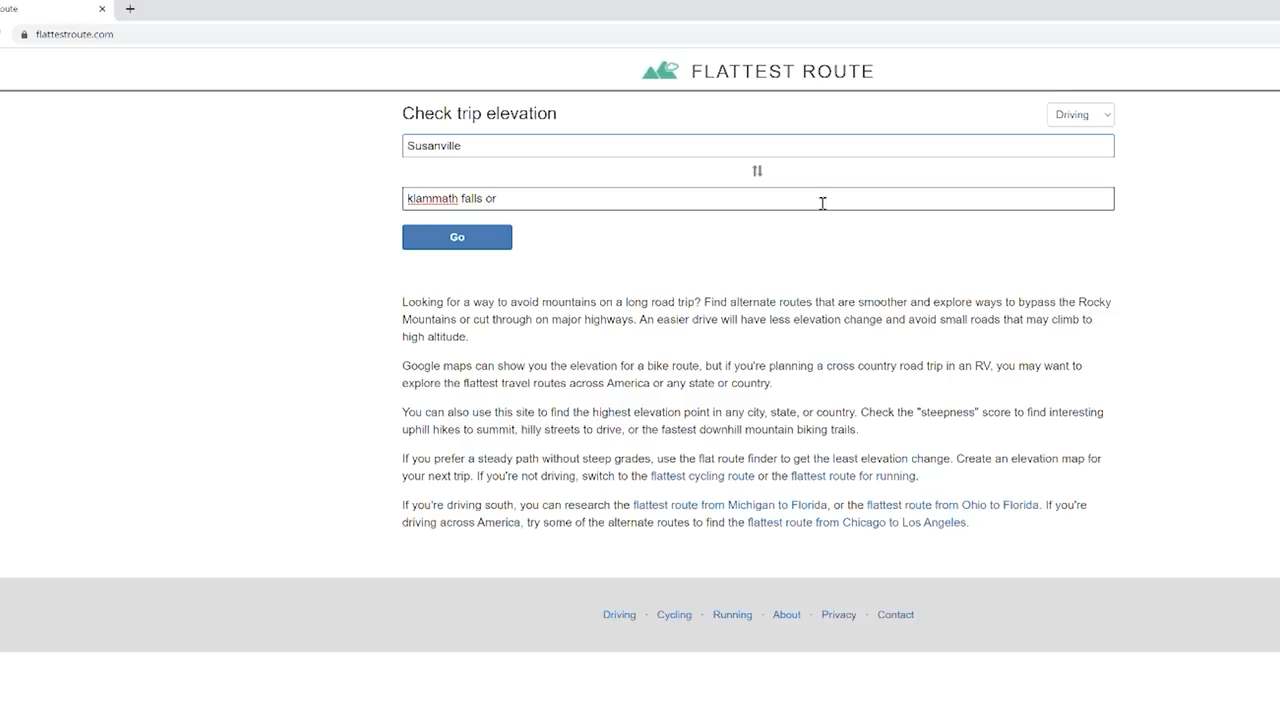 oute
flattestroute.com
FLATTEST ROUTE
Check trip elevation
Driving
Susanville
klammath falls or
Go
Looking for a way to avoid mountains on a long road trip? Find alternate routes that are smoother and explore ways to bypass the Rocky
Mountains or cut through on major highways. An easier drive will have less elevation change and avoid small roads that may climb to
high altitude.
Google maps can show you the elevation for a bike route, but if you're planning a cross country road trip in an RV, you may want to
explore the flattest travel routes across America or any state or country.
You can also use this site to find the highest elevation point in any city, state, or country. Check the "steepness" score to find interesting
uphill hikes to summit, hilly streets to drive, or the fastest downhill mountain biking trails.
If you prefer a steady path without steep grades, use the flat route finder to get the least elevation change. Create an elevation map for
your next trip. If you're not driving, switch to the flattest cycling route or the flattest route for running.
If you're driving south, you can research the flattest route from Michigan to Florida, or the flattest route from Ohio to Florida. If you're
driving across America, try some of the alternate routes to find the flattest route from Chicago to Los Angeles.
Driving · Cycling · Running · About · Privacy · Contact